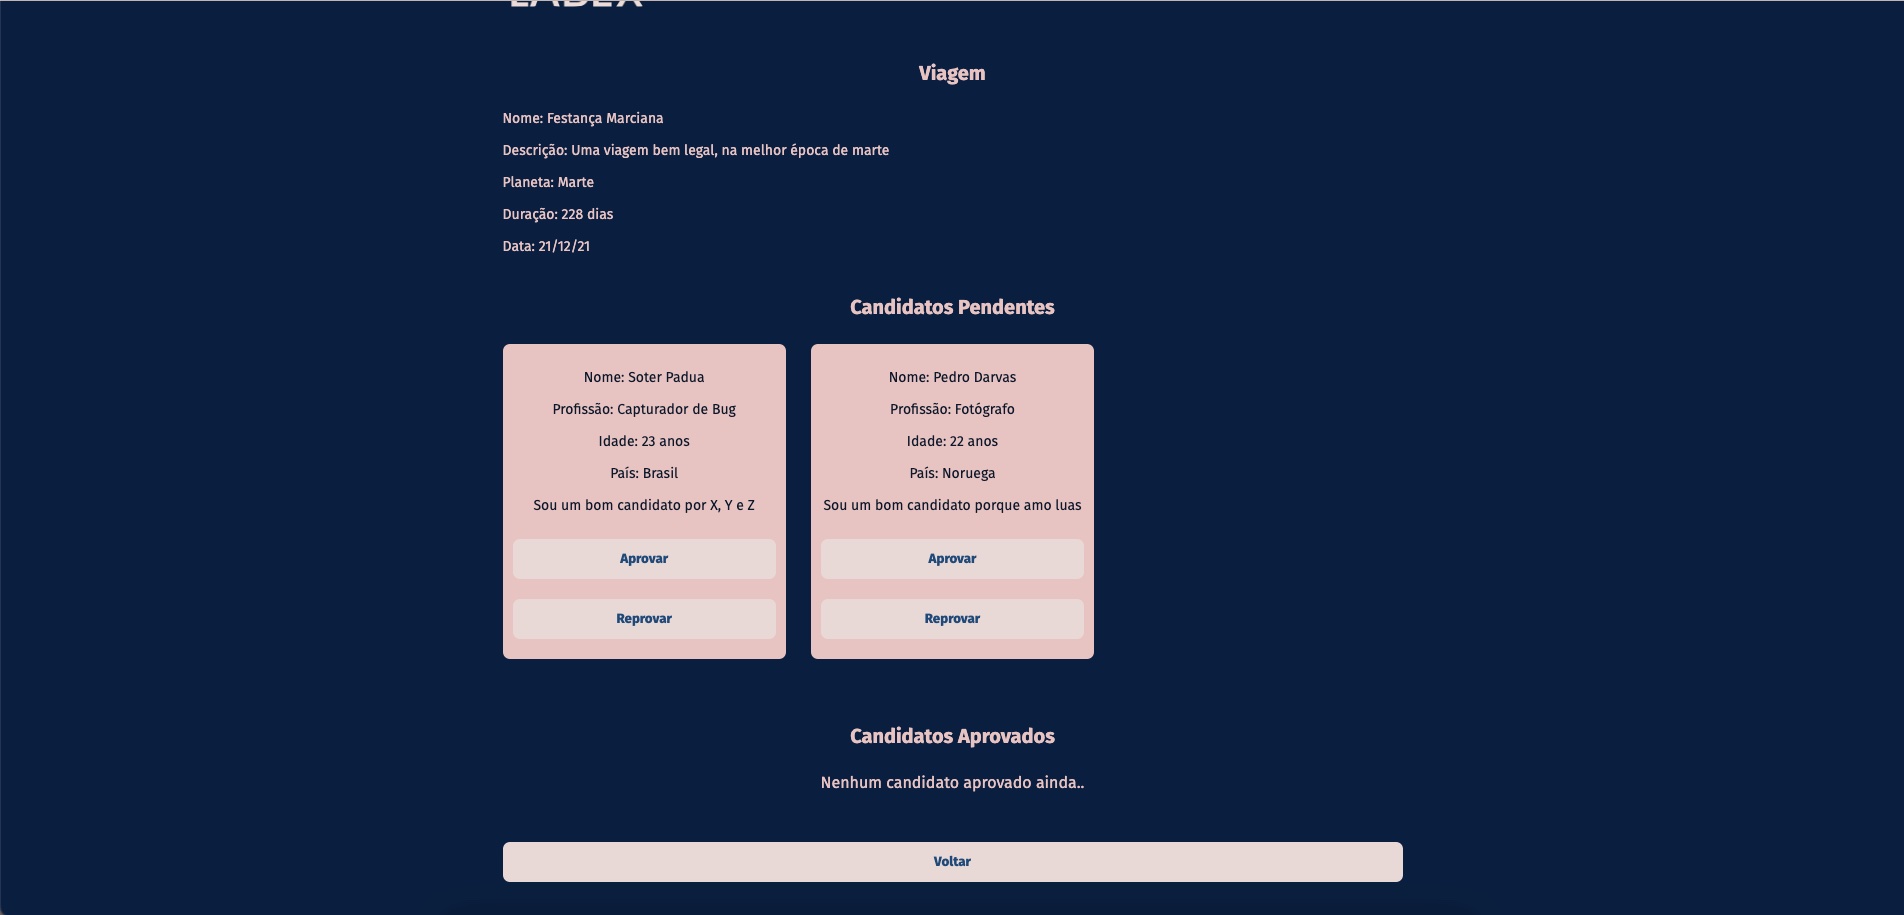 Viagem
Nome: Festança Marciana
Descrição: Uma viagem bem legal, na melhor época de marte
Planeta: Marte
Duração: 228 dias
Data: 21/12/21
Candidatos Pendentes
Nome: Soter Padua
Profissão: Capturador de Bug
Idade: 23 anos
País: Brasil
Sou um bom candidato por X, Y e Z
Aprovar
Reprovar
Nome: Pedro Darvas
Profissão: Fotógrafo
Idade: 22 anos
País: Noruega
Sou um bom candidato porque amo luas
Aprovar
Reprovar
Candidatos Aprovados
Nenhum candidato aprovado ainda..
Voltar